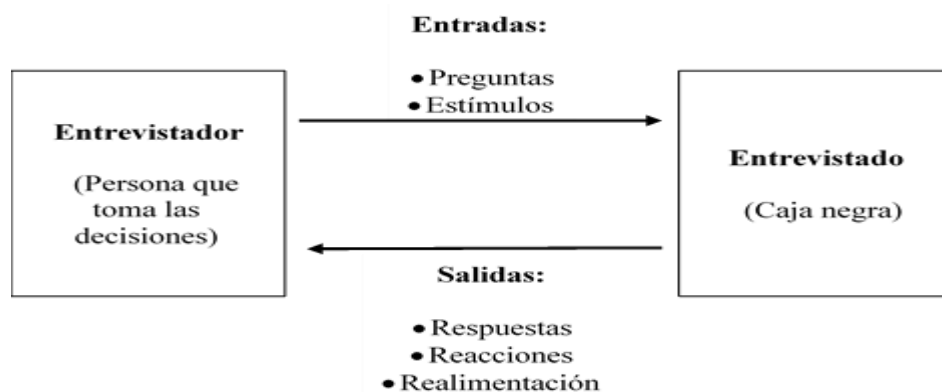 Entradas:
• Preguntas
• Estímulos
Entrevistador
(Persona que
toma las
decisiones)
Entrevistado
(Caja negra)
Salidas:
• Respuestas
• Reacciones
• Realimentación